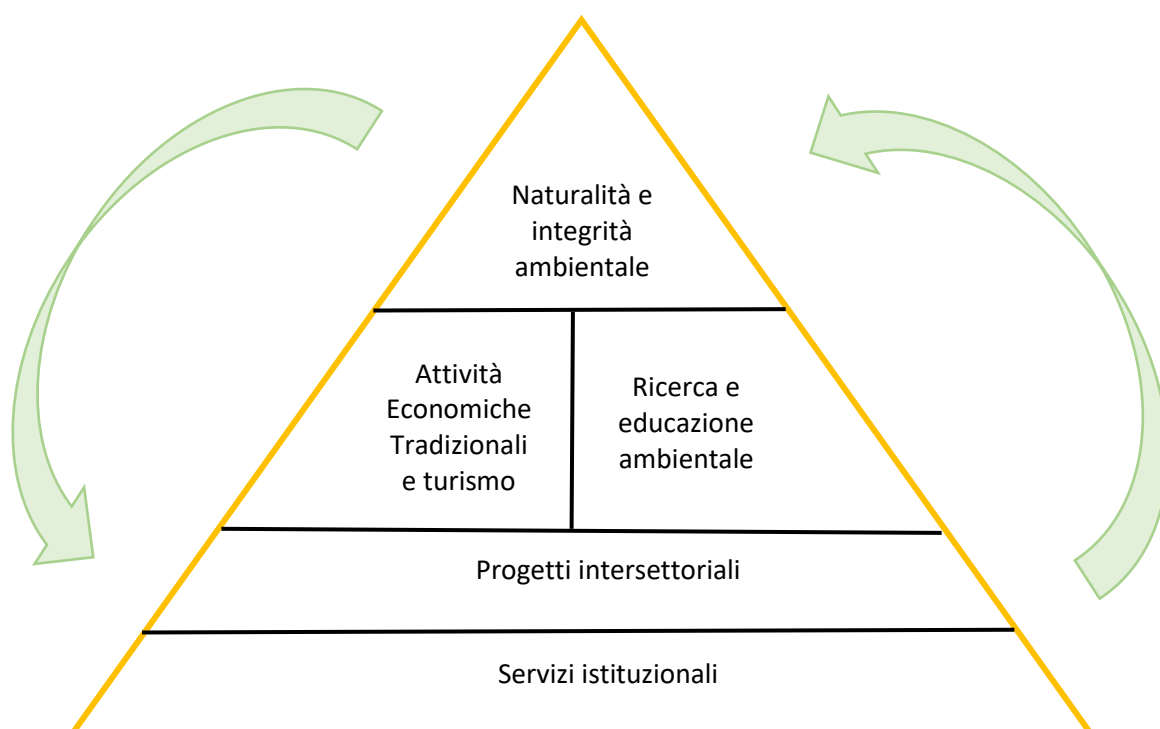 Naturalità e
integrità
ambientale
Attività
Economiche
Tradizionali
e turismo
Ricerca e
educazione
ambientale
Progetti intersettoriali
Servizi istituzionali